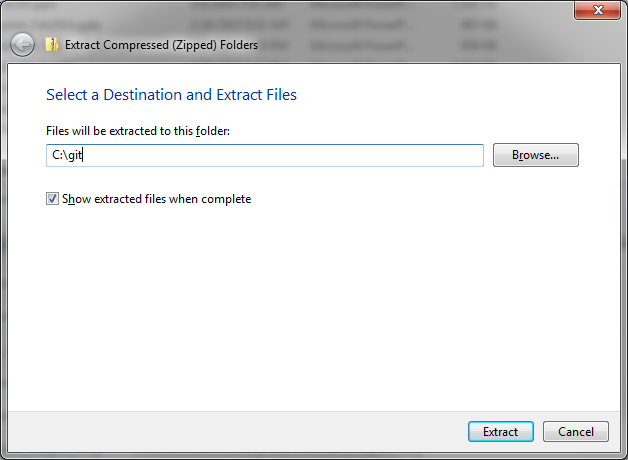 Extract Compressed (Zipped) Folders
Select a Destination and Extract Files
Files will be extracted to this folder:
C:\git
Browse...
Show extracted files when complete
Extract
Cancel